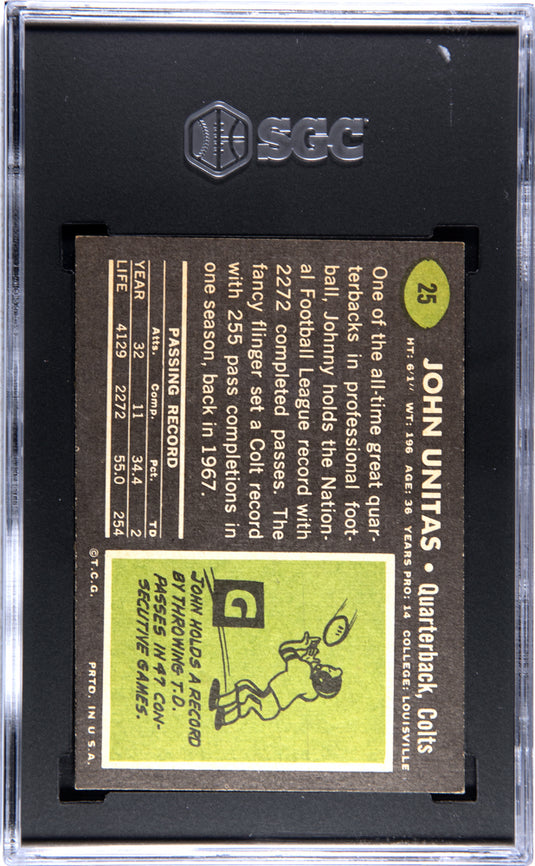 SGC
25
JOHN UNITAS • Quarterback, Colts
HT: 6'1" WT: 196 AGE: 36 YEARS PRO: 14 COLLEGE: LOUISVILLE
One of the all-time great quar-
terbacks in professional foot-
ball, Johnny holds the Nation-
al Football League record with
2272 completed passes. The
fancy flinger set a Colt record
with 255 pass completions in
one season, back in 1967.
PASSING RECORD
Atts. Comp. Pct. TD
YEAR 32 11 34.4 2
LIFE 4129 2272 55.0 254
G
JOHN HOLDS A RECORD
BY THROWING T.D.
PASSES IN 47 CON-
SECUTIVE GAMES.
©T.C.G. PRTD. IN U.S.A.